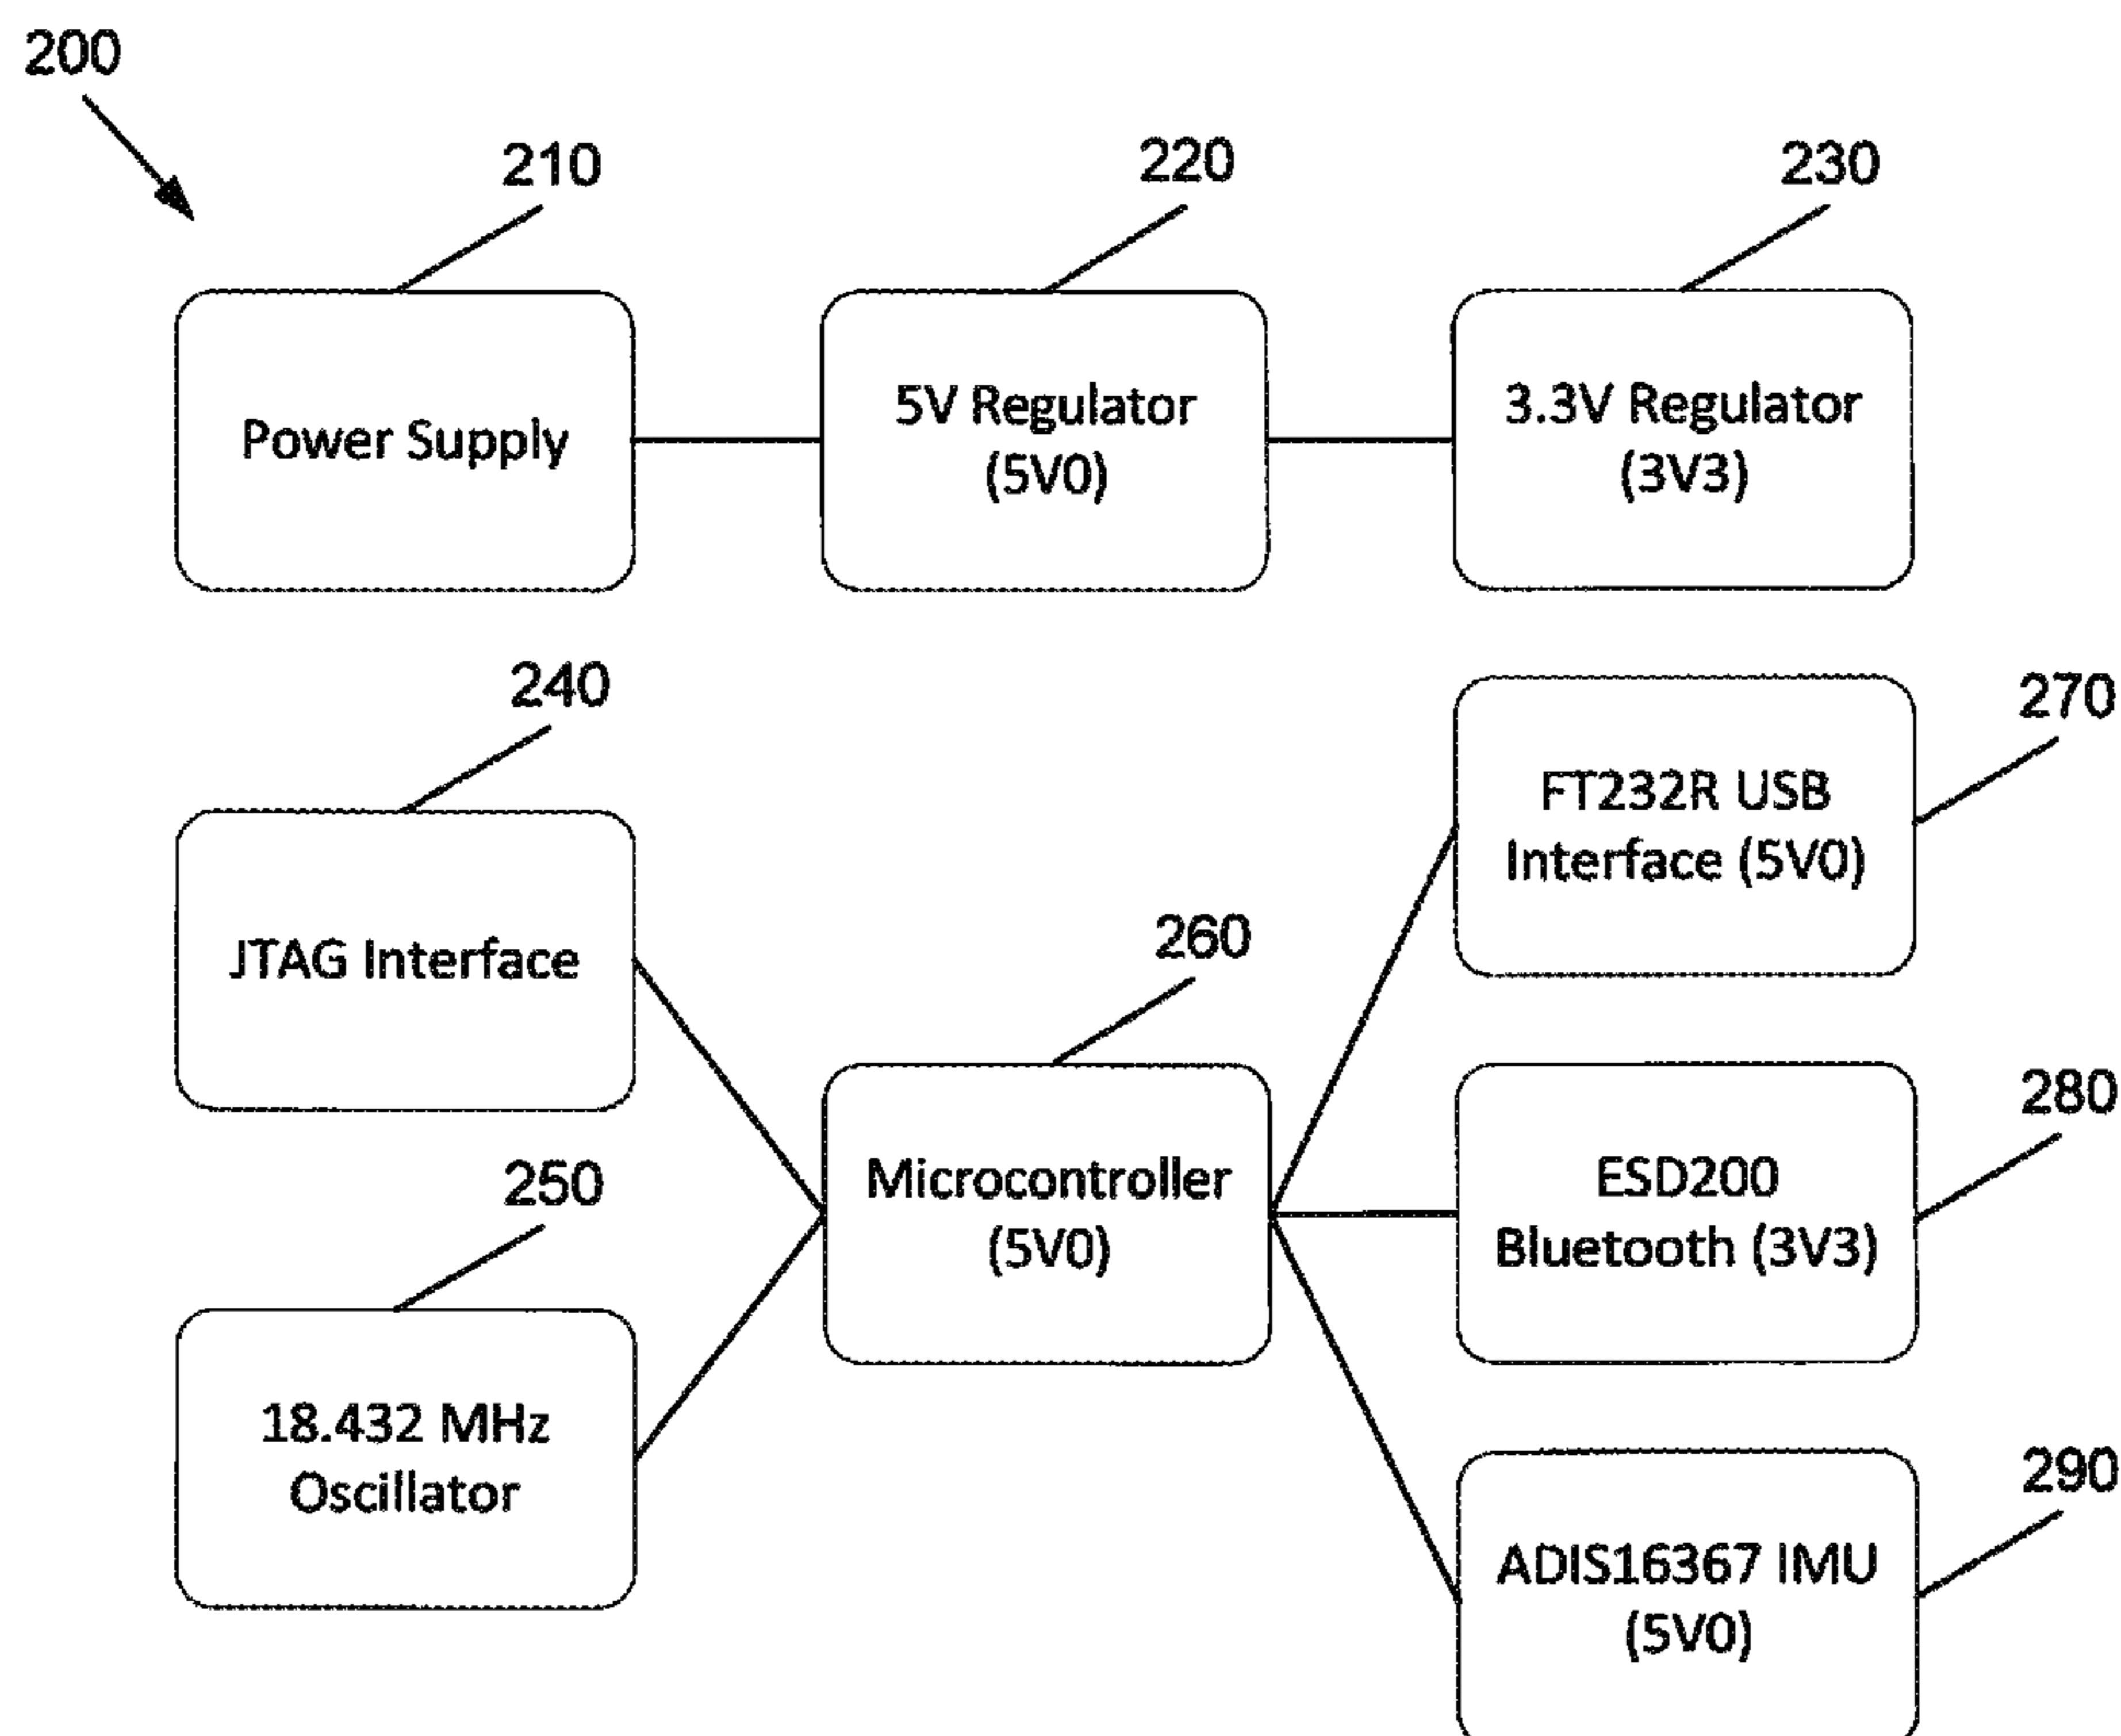 200
210
220
230
Power Supply
5V Regulator
(5V0)
3.3V Regulator
(3V3)
240
270
JTAG Interface
FT232R USB
Interface (5V0)
260
250
280
Microcontroller
(5V0)
ESD200
Bluetooth (3V3)
18.432 MHz
Oscillator
290
ADIS16367 IMU
(5V0)